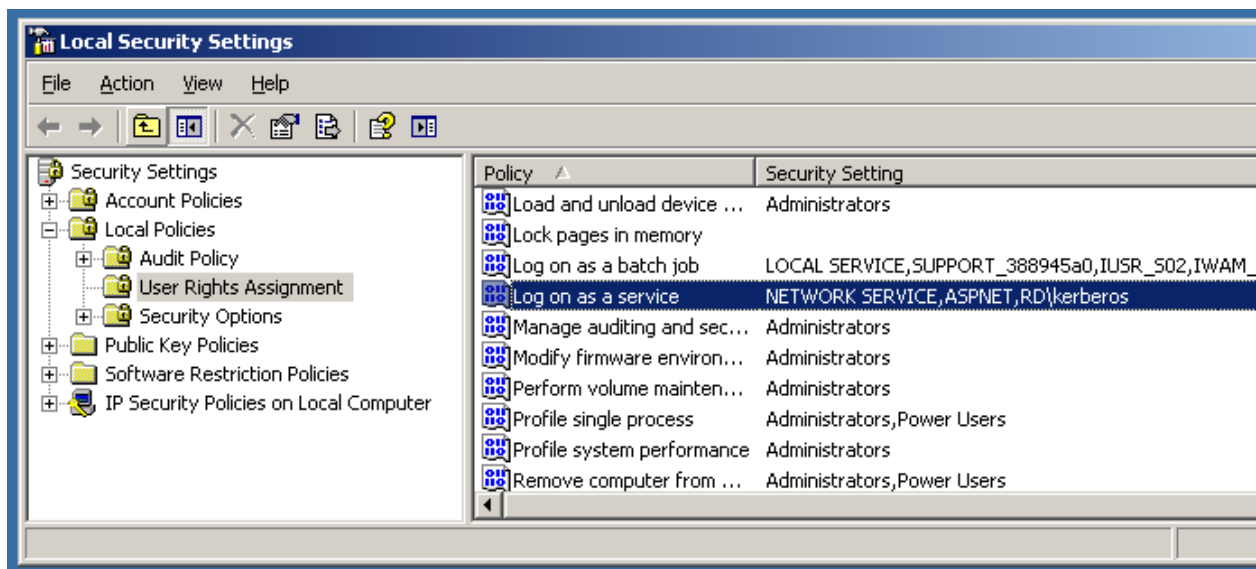 Local Security Settings
File Action View Help
Security Settings
Account Policies
Local Policies
Audit Policy
User Rights Assignment
Security Options
Public Key Policies
Software Restriction Policies
IP Security Policies on Local Computer
Policy Security Setting
Load and unload device ... Administrators
Lock pages in memory
Log on as a batch job LOCAL SERVICE,SUPPORT_388945a0,IUSR_S02,IWAM_
Log on as a service NETWORK SERVICE,ASPNET,RD\kerberos
Manage auditing and sec... Administrators
Modify firmware environ... Administrators
Perform volume mainten... Administrators
Profile single process Administrators,Power Users
Profile system performance Administrators
Remove computer from ... Administrators,Power Users